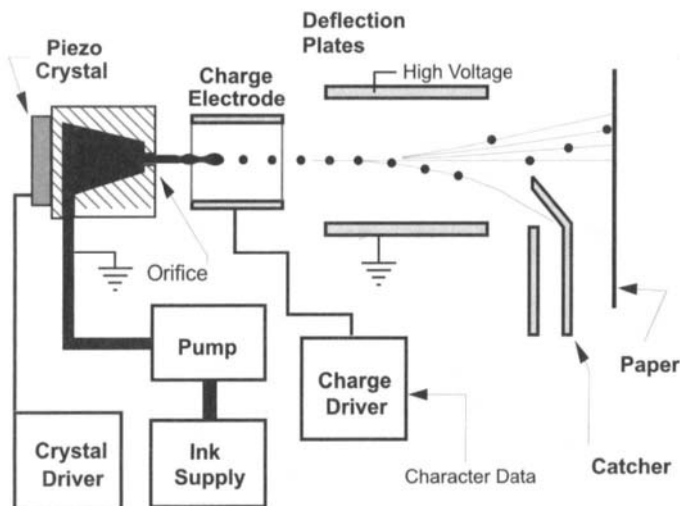 Deflection
Plates
Piezo
Crystal
Charge
Electrode
High Voltage
Orifice
Pump
Charge
Driver
Paper
Crystal
Driver
Ink
Supply
Character Data
Catcher